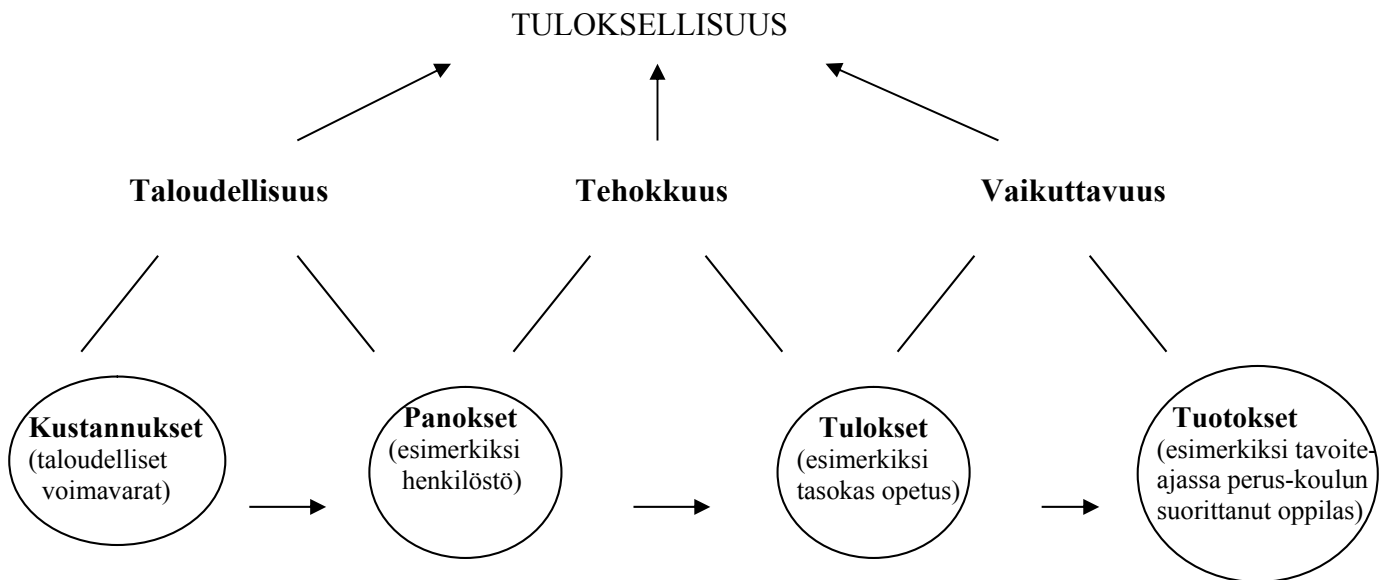 TULOKSELLISUUS
Taloudellisuus
Tehokkuus
Vaikuttavuus
Kustannukset
(taloudelliset
voimavarat)
Panokset
(esimerkiksi
henkilöstö)
Tulokset
(esimerkiksi
tasokas opetus)
Tuotokset
(esimerkiksi tavoite-
ajassa perus-koulun
suorittanut oppilas)